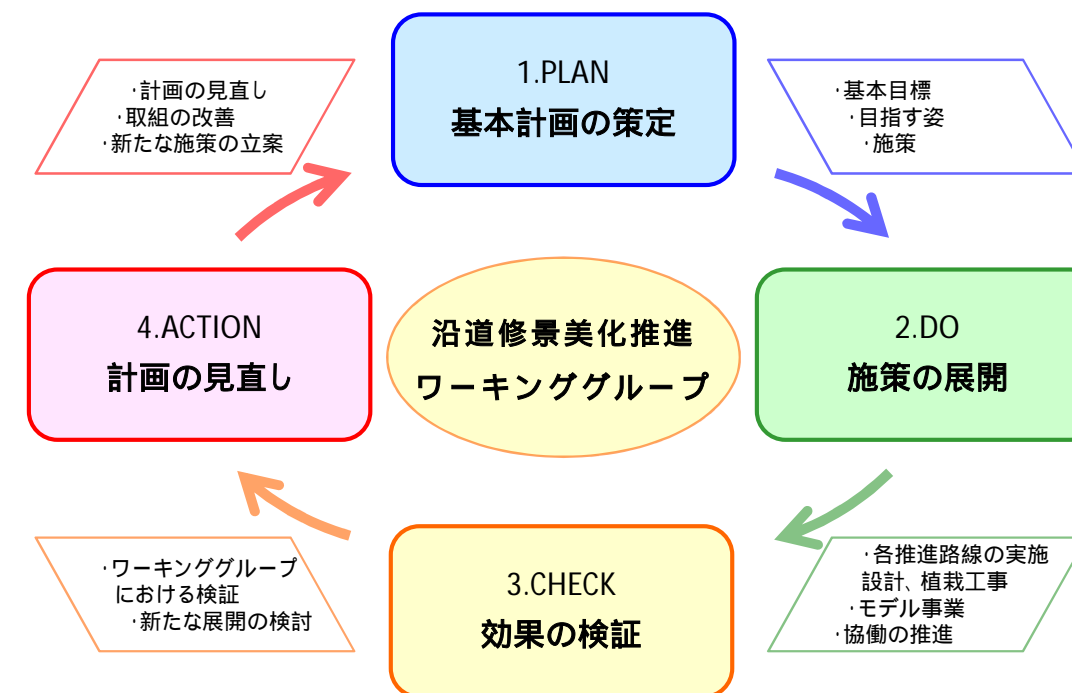 1.PLAN
基本計画の策定
・計画の見直し
・取組の改善
・新たな施策の立案
・基本目標
・目指す姿
・施策
4.ACTION
計画の見直し
沿道修景美化推進
ワーキンググループ
2.DO
施策の展開
3.CHECK
効果の検証
・ワーキンググループ
における検証
・新たな展開の検討
・各推進路線の実施
設計、植栽工事
・モデル事業
・協働の推進